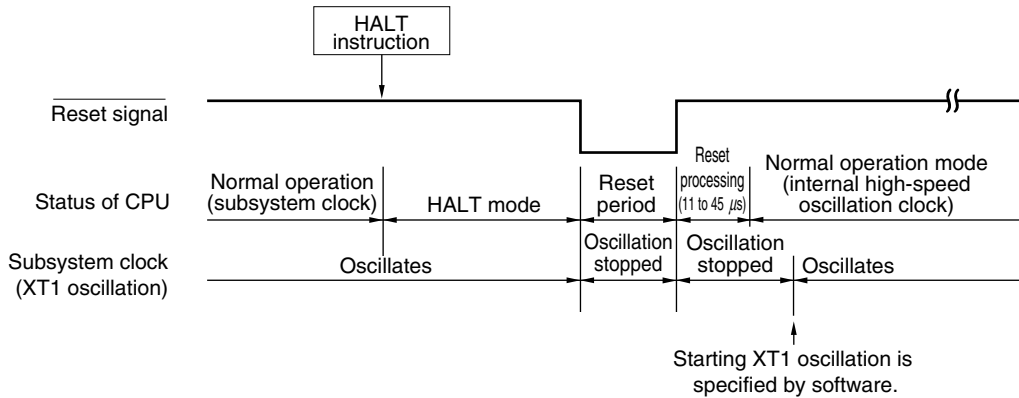 HALT
instruction
Reset signal
Status of CPU
Normal operation
(subsystem clock)
HALT mode
Reset
period
Reset
processing
(11 to 45 μs)
Normal operation mode
(internal high-speed
oscillation clock)
Subsystem clock
(XT1 oscillation)
Oscillates
Oscillation
stopped
Oscillation
stopped
Oscillates
Starting XT1 oscillation is
specified by software.